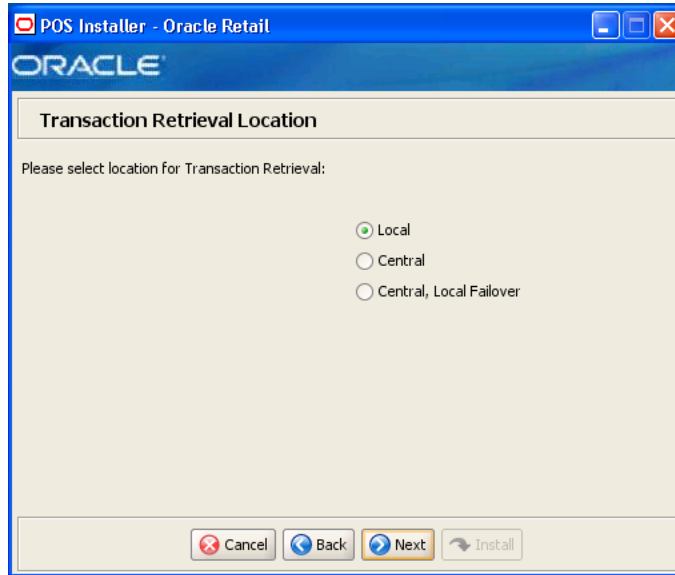 POS Installer - Oracle Retail
ORACLE
Transaction Retrieval Location
Please select location for Transaction Retrieval:
Local
Central
Central, Local Failover
Cancel Back Next Install